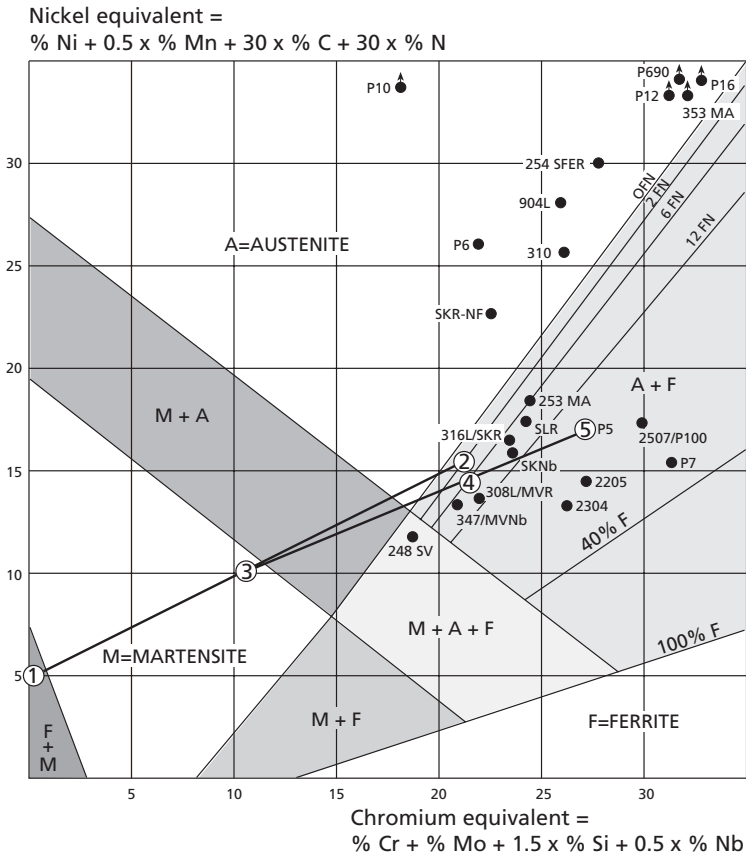 Nickel equivalent =
% Ni + 0.5 x % Mn + 30 x % C + 30 x % N
P10
P690
P16
P12
353 MA
30
254 SFER
OFN
2 FN
6 FN
12 FN
904L
A=AUSTENITE
P6
310
25
SKR-NF
20
A + F
M + A
253 MA
316L/SKR
SLR
5
P5
2507/P100
2
SKNb
P7
15
4
2205
308L/MVR
347/MVNb
2304
248 SV
40% F
10
3
M + A + F
M=MARTENSITE
100% F
5
1
M + F
F=FERRITE
F
+
M
5
10
15
20
25
30
Chromium equivalent =
% Cr + % Mo + 1.5 x % Si + 0.5 x % Nb